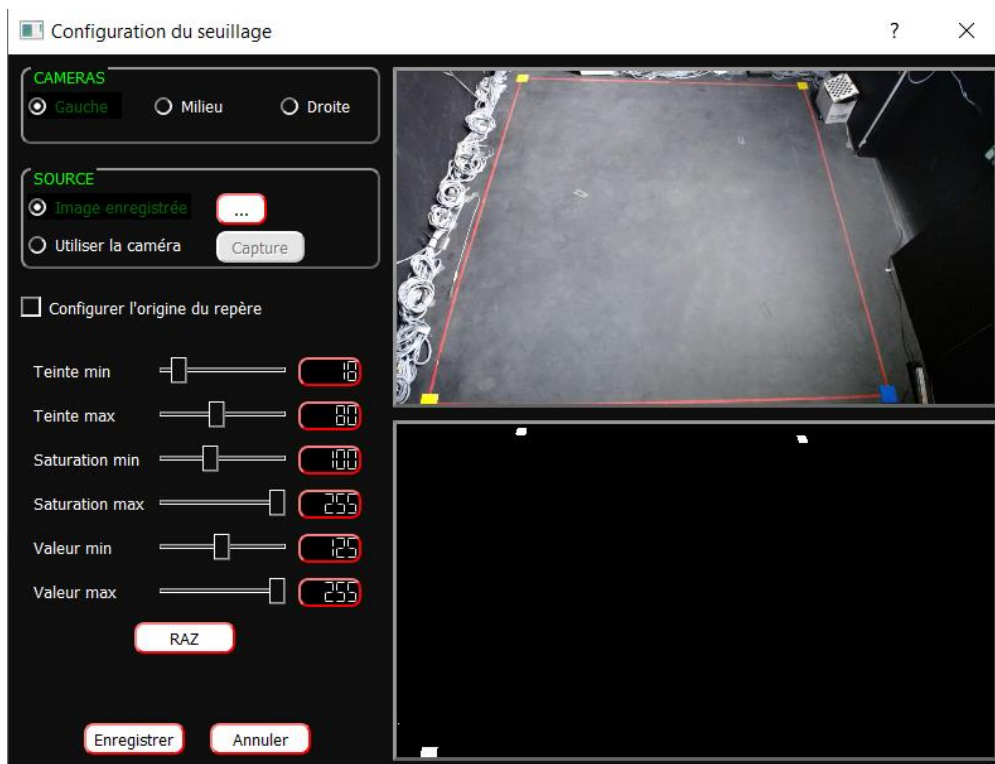 Configuration du seuillage
?
CAMERAS
Gauche Milieu Droite
SOURCE
Image enregistrée ...
Utiliser la caméra Capture
Configurer l'origine du repère
Teinte min 18
Teinte max 80
Saturation min 100
Saturation max 255
Valeur min 125
Valeur max 255
RAZ
Enregistrer Annuler